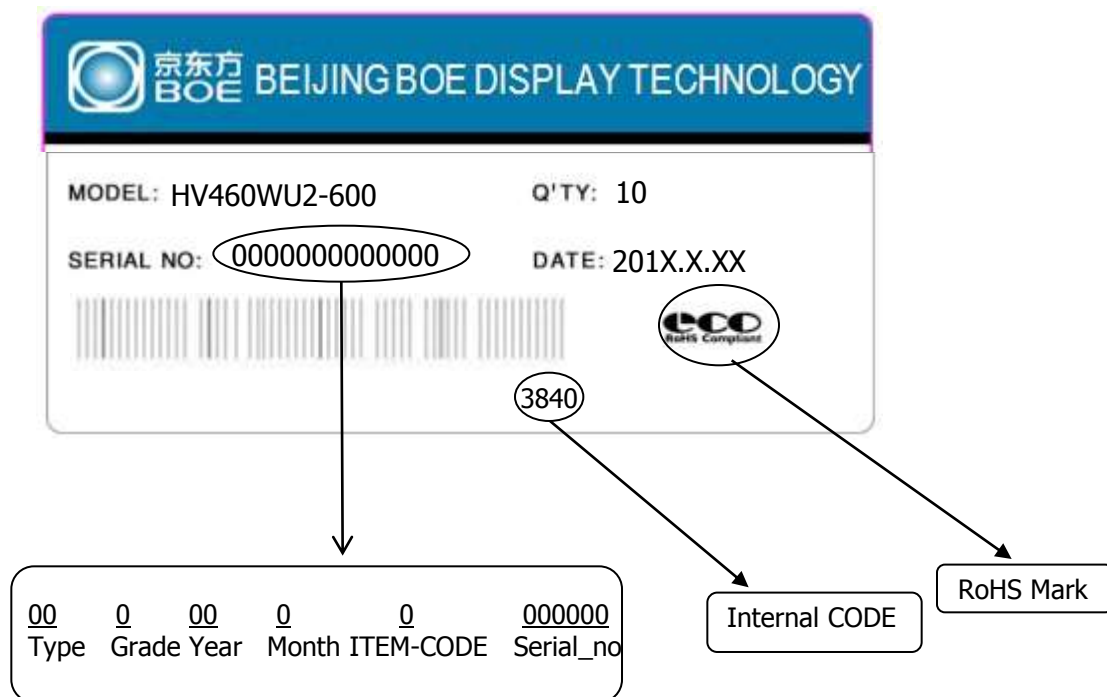 京东方
BOE BEIJING BOE DISPLAY TECHNOLOGY
MODEL: HV460WU2-600 Q'TY: 10
SERIAL NO: 0000000000000 DATE: 201X.X.XX
eco
RoHS Compliant
3840
00 0 00 0 0 000000
Type Grade Year Month ITEM-CODE Serial_no
Internal CODE
RoHS Mark